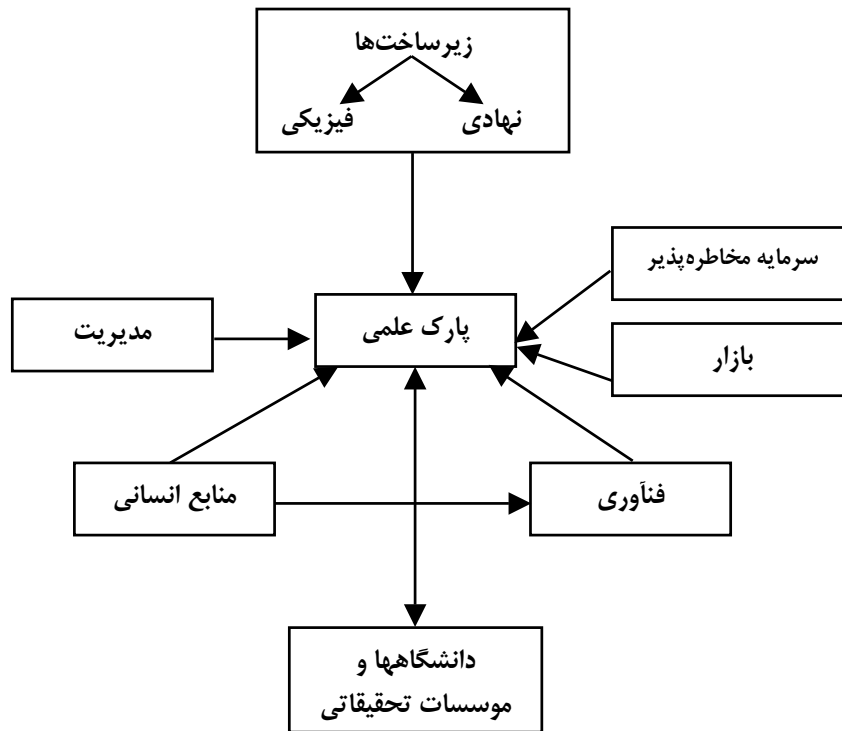 زیرساخت‌ها
فیزیکی
نهادی
سرمایه مخاطره‌پذیر
پارک علمی
مدیریت
بازار
منابع انسانی
فنآوری
دانشگاهها و
موسسات تحقیقاتی